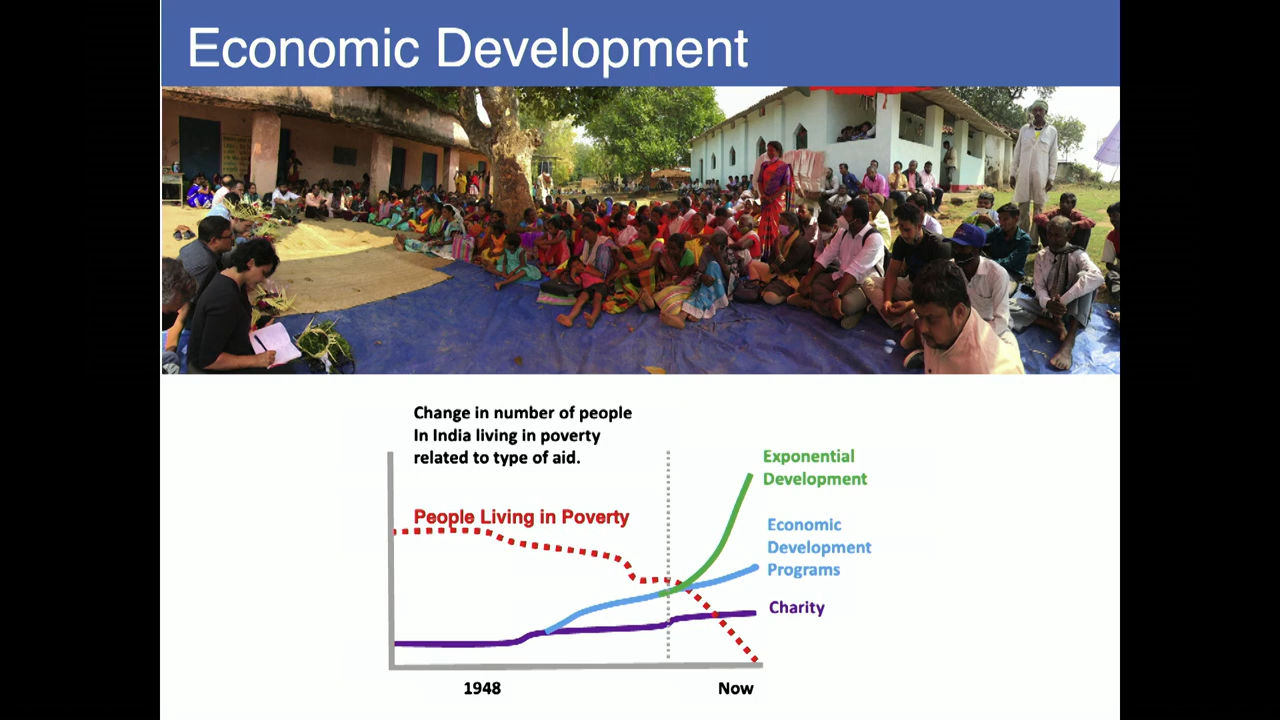 Economic Development
Change in number of people
In India living in poverty
related to type of aid.
People Living in Poverty
Exponential
Development
Economic
Development
Programs
Charity
1948
Now